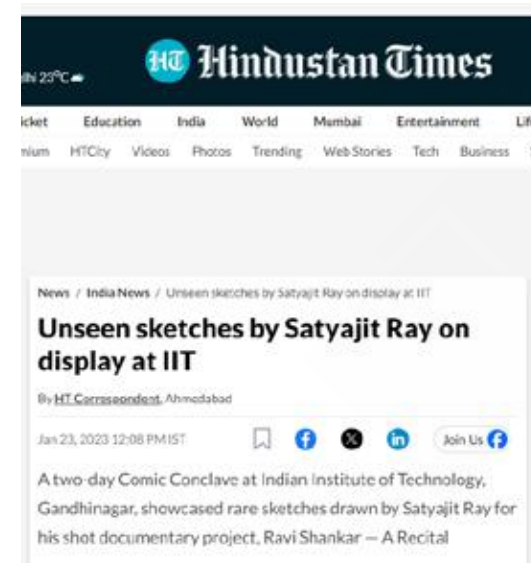 HT Hindustan Times
lhi 23°C
icket Education India World Mumbai Entertainment Lif
nium HTCity Videos Photos Trending Web Stories Tech Business
News / India News / Unseen sketches by Satyajit Ray on display at IIT
Unseen sketches by Satyajit Ray on
display at IIT
By HT Correspondent, Ahmedabad
Jan 23, 2023 12:08 PM IST Join Us
A two-day Comic Conclave at Indian Institute of Technology,
Gandhinagar, showcased rare sketches drawn by Satyajit Ray for
his shot documentary project, Ravi Shankar — A Recital